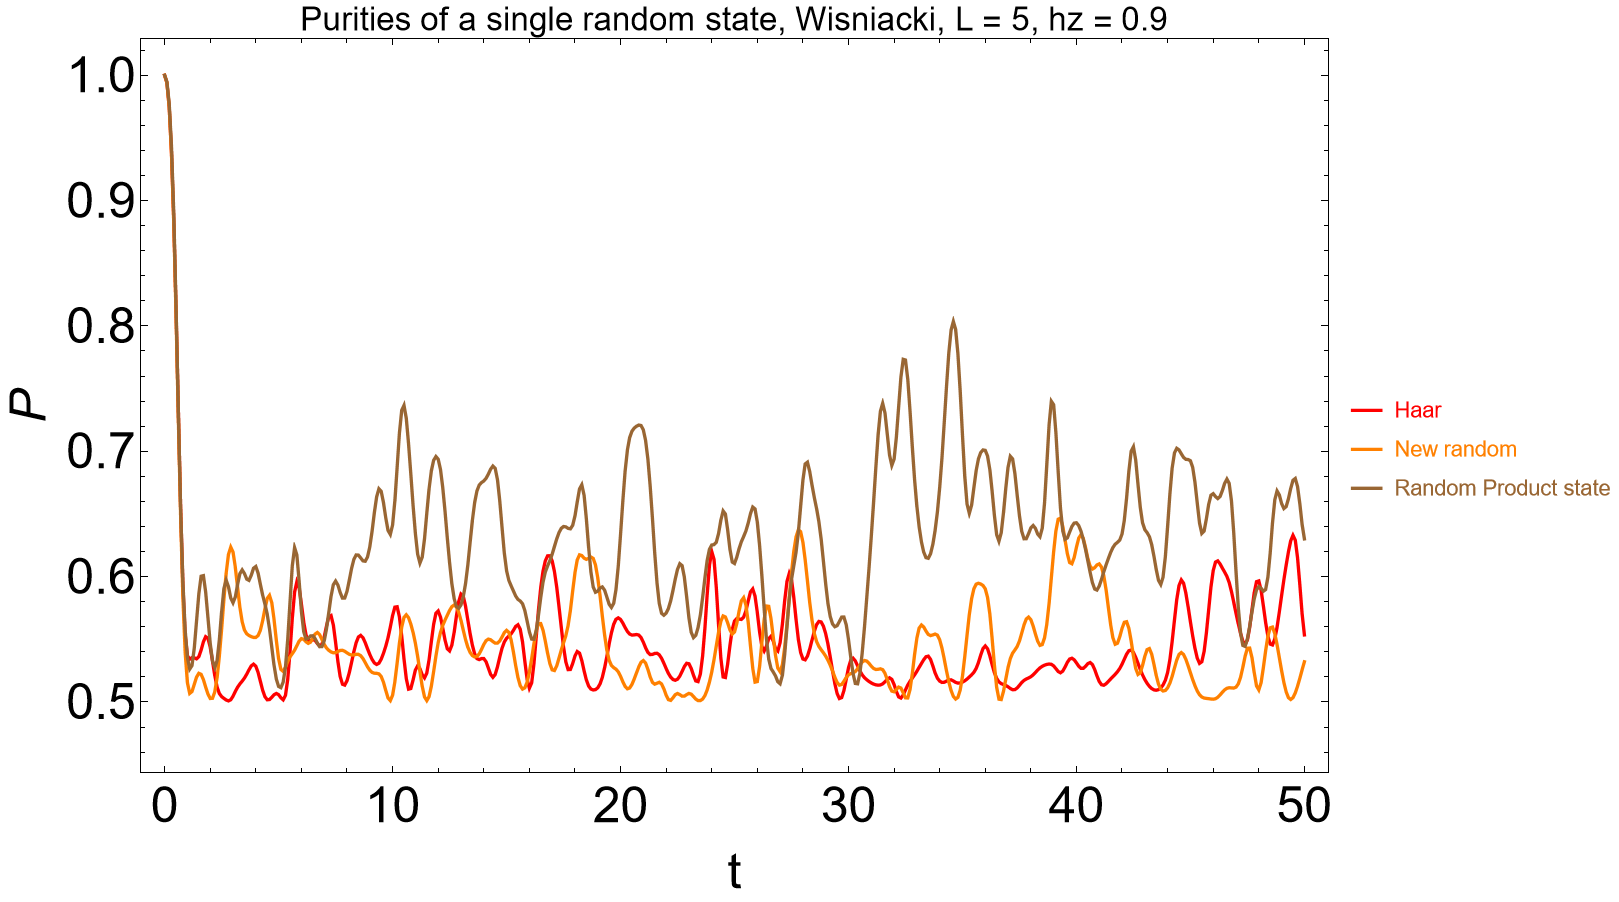 Purities of a single random state, Wisniacki, L = 5, hz = 0.9
1.0
0.9
0.8
0.7
0.6
0.5
P
0 10 20 30 40 50
t
Haar
New random
Random Product state